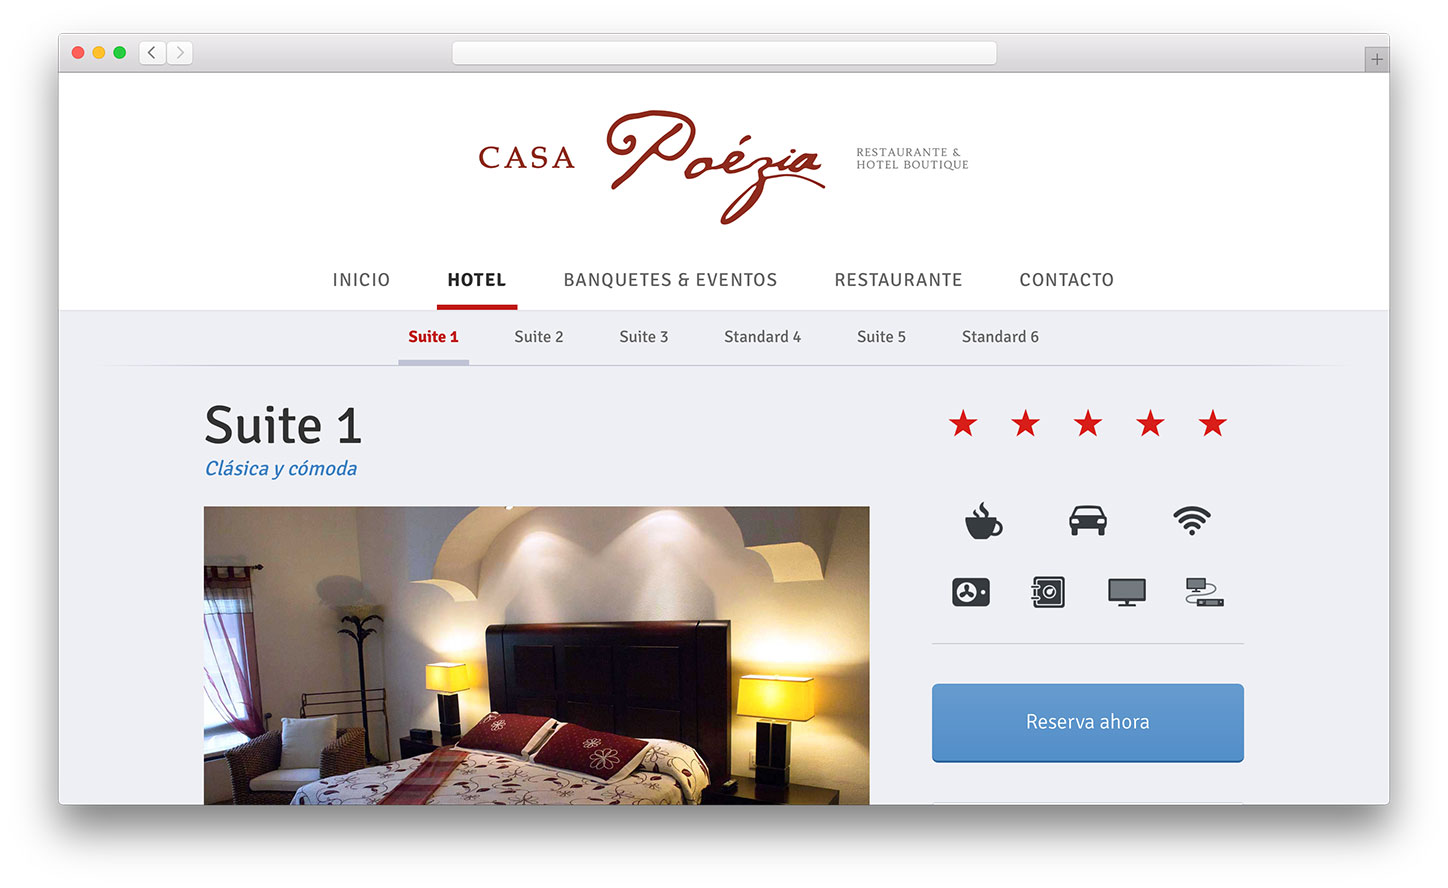 CASA Poézia RESTAURANTE &
HOTEL BOUTIQUE
INICIO HOTEL BANQUETES & EVENTOS RESTAURANTE CONTACTO
Suite 1 Suite 2 Suite 3 Standard 4 Suite 5 Standard 6
Suite 1
Clásica y cómoda
Reserva ahora